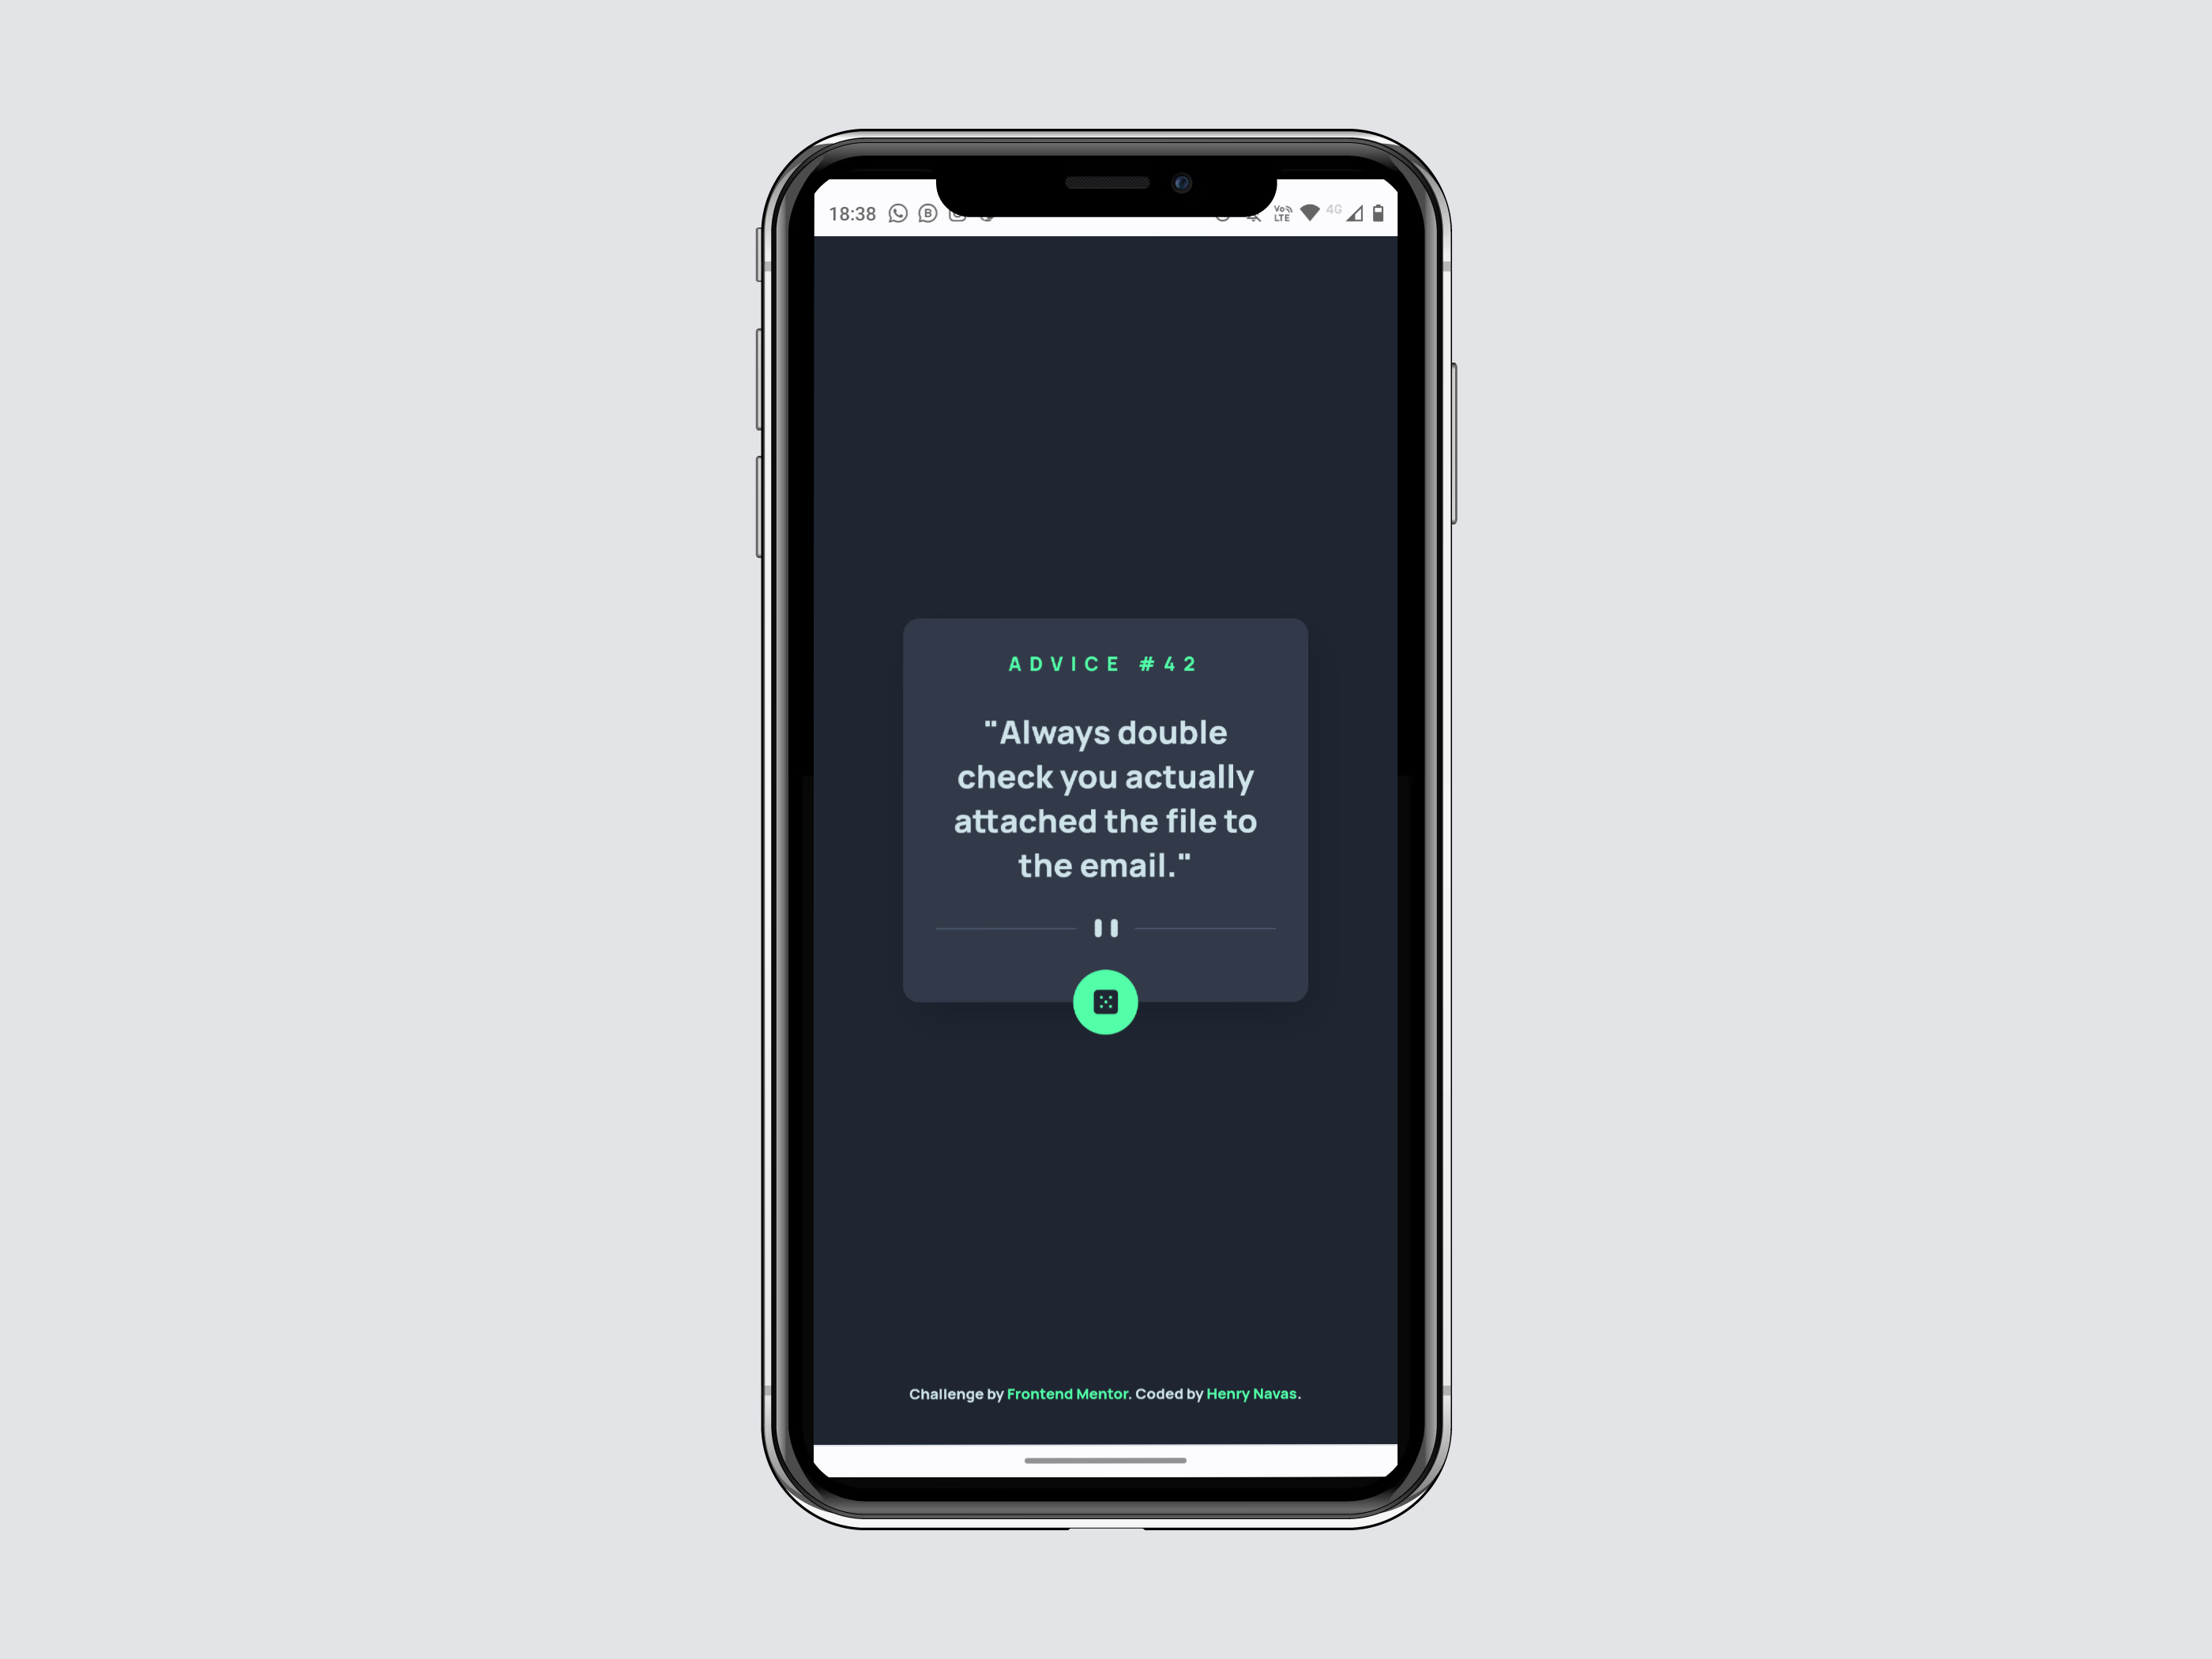 18:38 B Vo LTE 4G
ADVICE #42
"Always double
check you actually
attached the file to
the email."
Challenge by Frontend Mentor. Coded by Henry Navas.